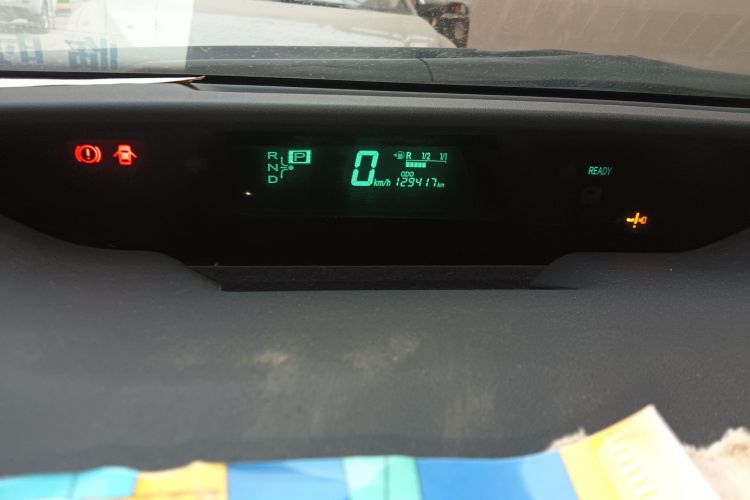 R P
N
D
0 km/h
R 1/2 1/1
ODO
129417 km
READY